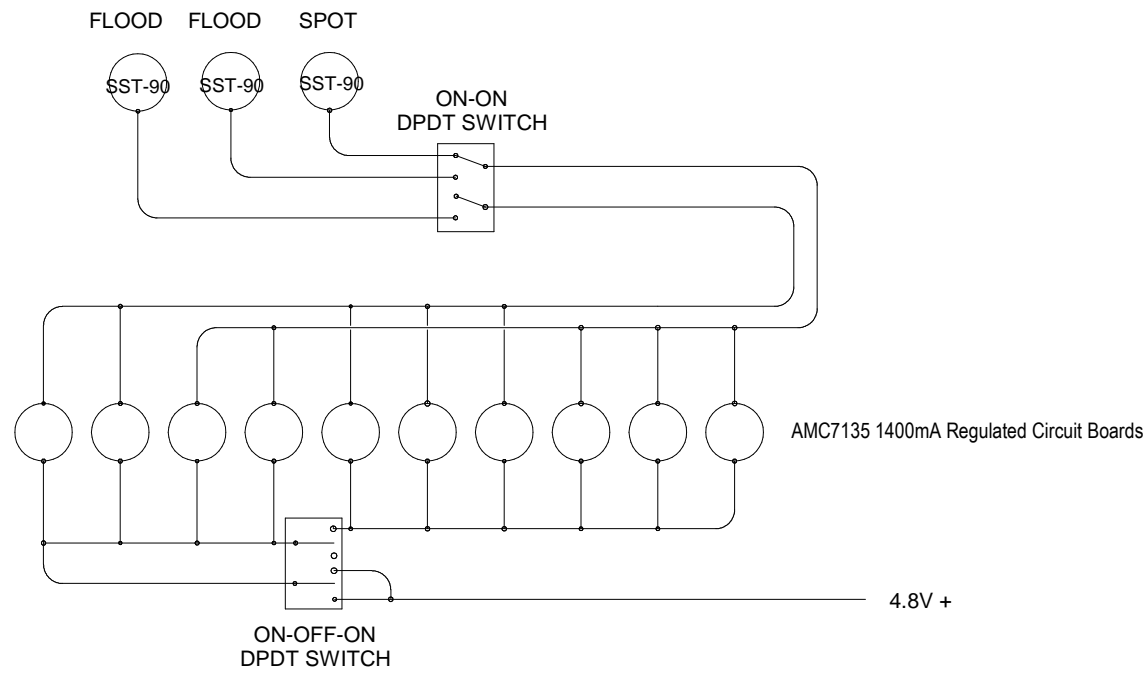 FLOOD FLOOD SPOT
SST-90 SST-90 SST-90
ON-ON
DPDT SWITCH
AMC7135 1400mA Regulated Circuit Boards
4.8V +
ON-OFF-ON
DPDT SWITCH